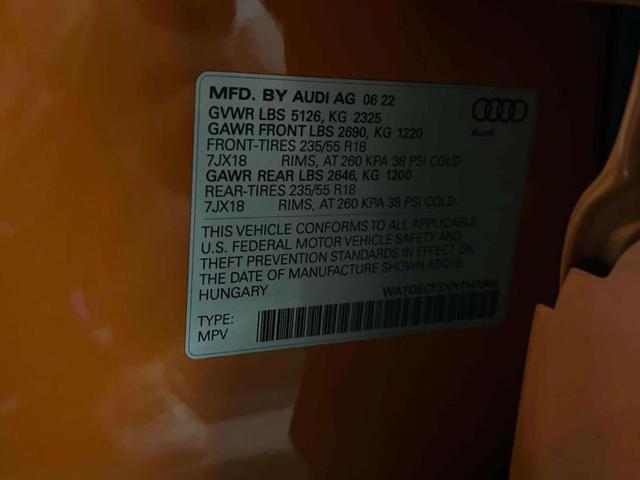 MFD. BY AUDI AG 06 22
GVWR LBS 5126, KG 2325
GAWR FRONT LBS 2690, KG 1220
FRONT-TIRES 235/55 R18
7JX18 RIMS, AT 260 KPA 38 PSI COLD
GAWR REAR LBS 2646, KG 1200
REAR-TIRES 235/55 R18
7JX18 RIMS, AT 260 KPA 38 PSI COLD
THIS VEHICLE CONFORMS TO ALL APPLICABLE
U.S. FEDERAL MOTOR VEHICLE SAFETY AND
THEFT PREVENTION STANDARDS IN EFFECT ON
THE DATE OF MANUFACTURE SHOWN ABOVE.
HUNGARY
TYPE:
MPV
Audi